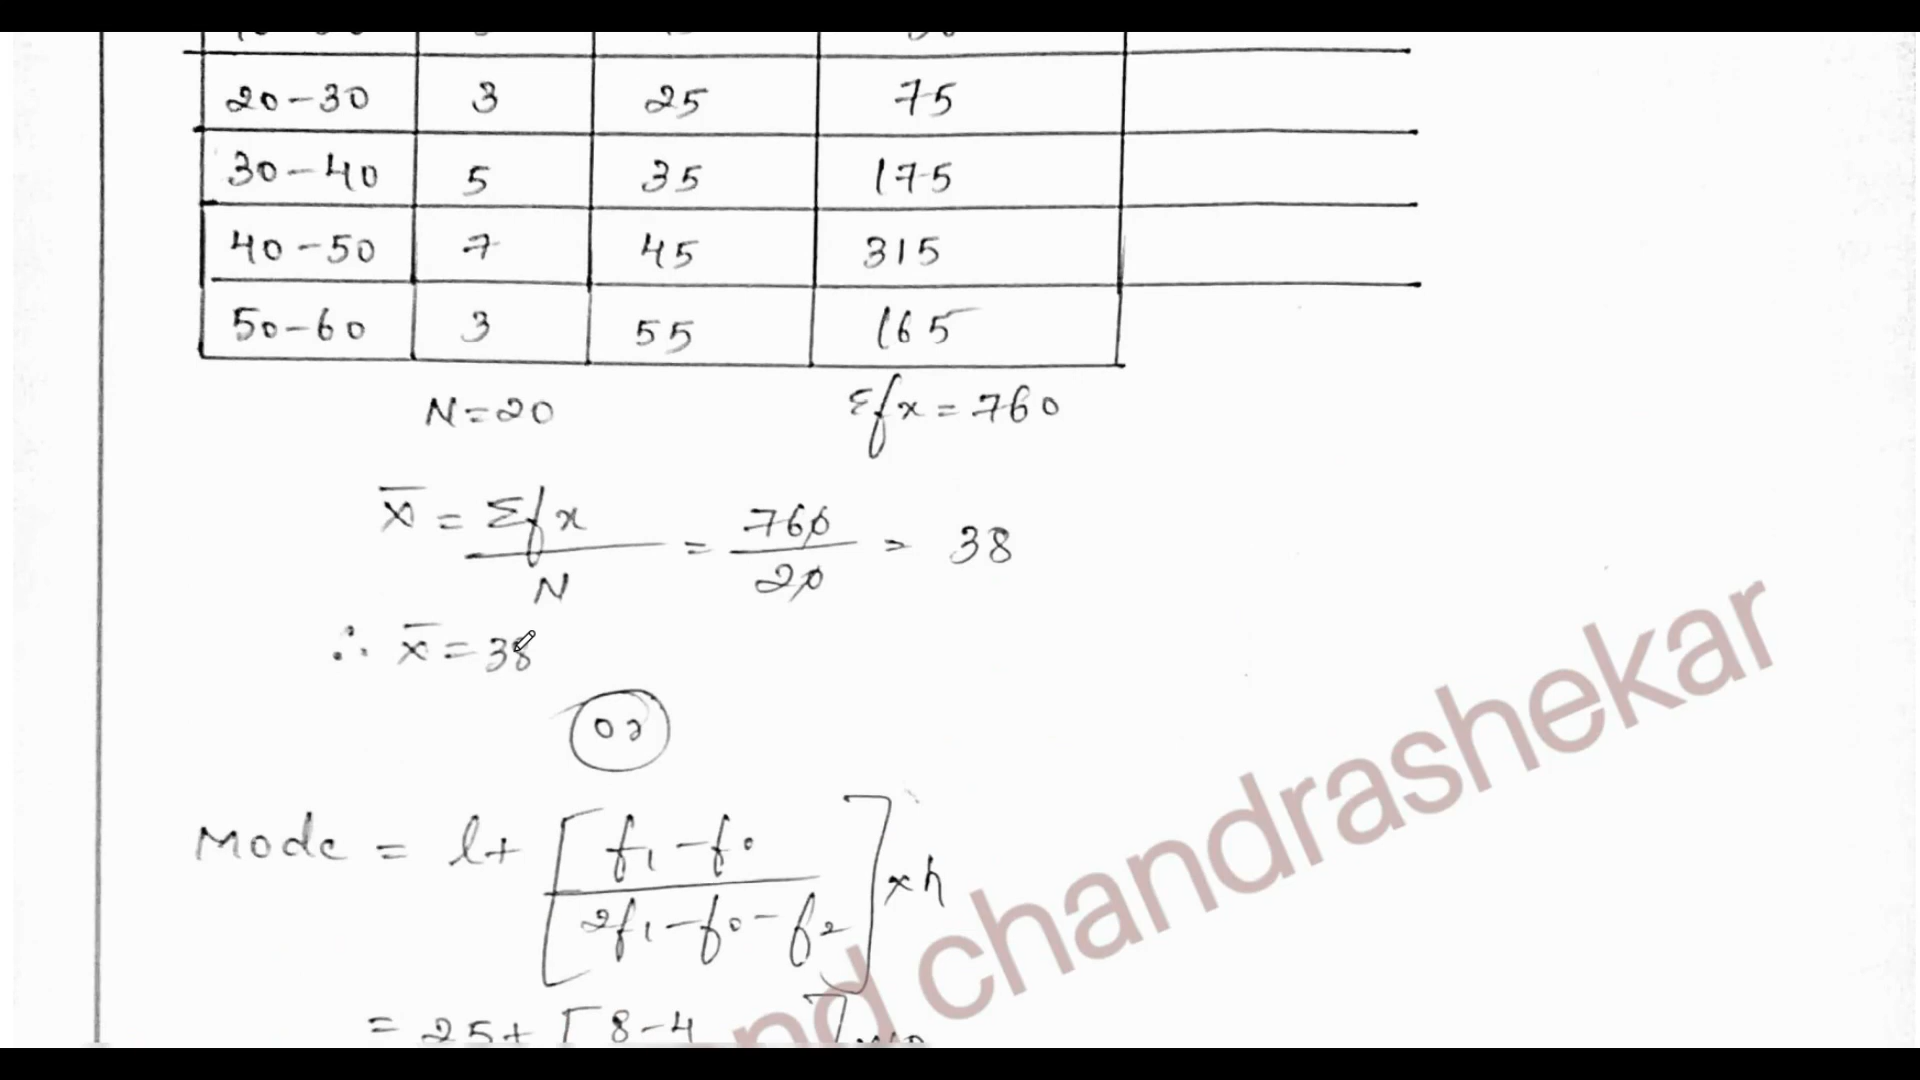 20-30 3 25 75
30-40 5 35 175
40-50 7 45 315
50-60 3 55 165
N=20 Σfx=760
x̄ = Σfx/N = 760/20 = 38
∴ x̄=38
or
Mode = l+ [f₁-f₀ / 2f₁-f₀-f₂] ×h
= 25+ [8-4
nd chandrashekar